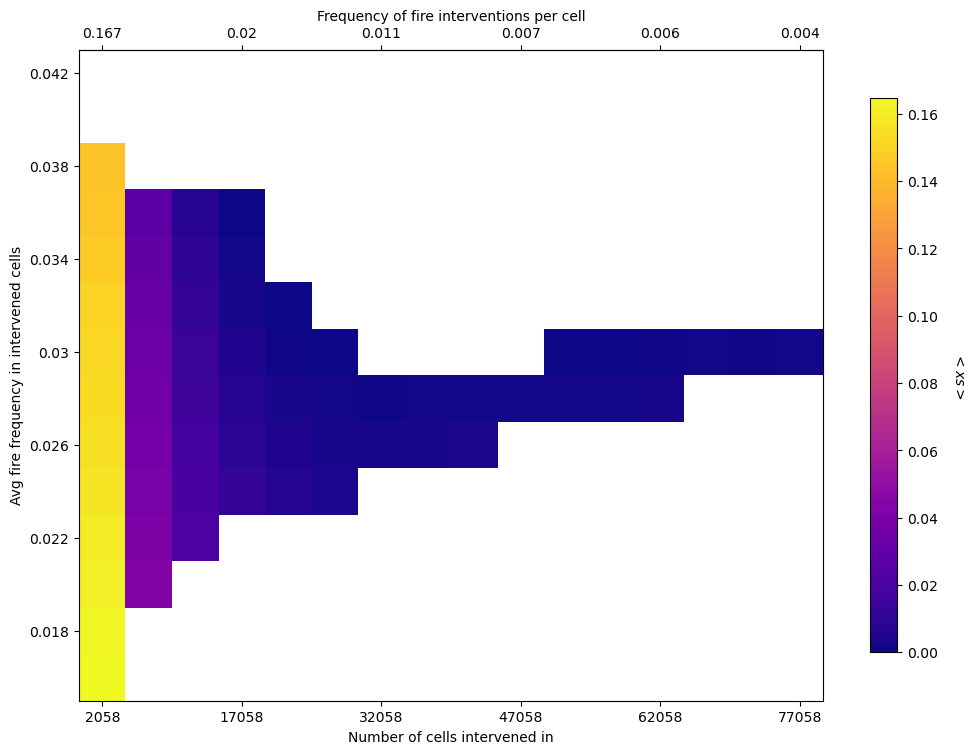 Frequency of fire interventions per cell
0.167 0.02 0.011 0.007 0.006 0.004
0.042
0.038
0.034
0.03
0.026
0.022
0.018
Avg fire frequency in intervened cells
2058 17058 32058 47058 62058 77058
Number of cells intervened in
0.16
0.14
0.12
0.10
0.08
0.06
0.04
0.02
0.00
< sx >